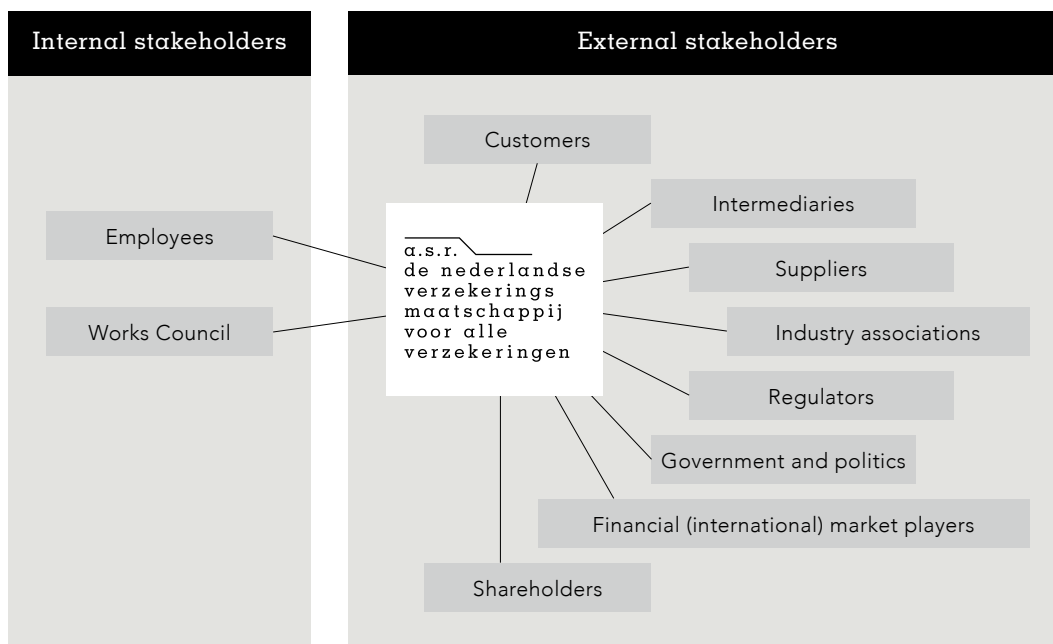 Internal stakeholders
External stakeholders
Employees
Works Council
a.s.r.
de nederlandse
verzekerings
maatschappij
voor alle
verzekeringen
Customers
Intermediaries
Suppliers
Industry associations
Regulators
Government and politics
Financial (international) market players
Shareholders